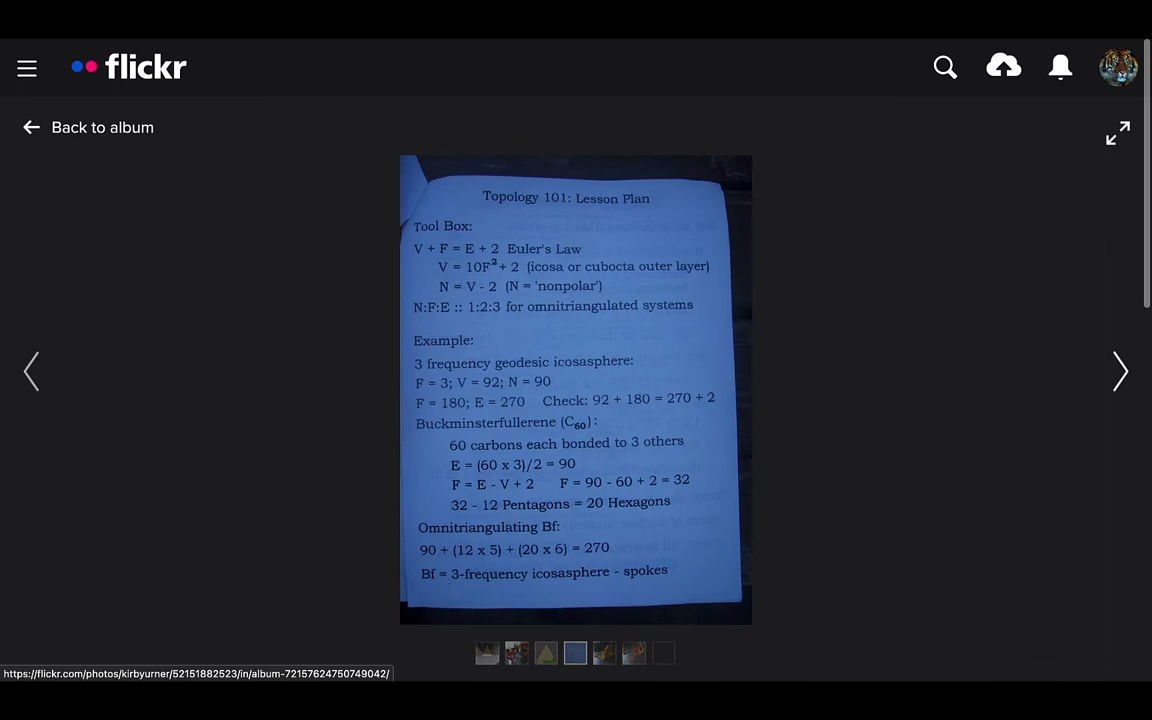 flickr
Back to album
Topology 101: Lesson Plan
Tool Box:
V + F = E + 2 Euler's Law
V = 10F² + 2 (icosa or cubocta outer layer)
N = V - 2 (N = 'nonpolar')
N:F:E :: 1:2:3 for omnitriangulated systems
Example:
3 frequency geodesic icosasphere:
F = 3; V = 92; N = 90
F = 180; E = 270 Check: 92 + 180 = 270 + 2
Buckminsterfullerene (C₆₀):
60 carbons each bonded to 3 others
E = (60 x 3)/2 = 90
F = E - V + 2 F = 90 - 60 + 2 = 32
32 - 12 Pentagons = 20 Hexagons
Omnitriangulating Bf:
90 + (12 x 5) + (20 x 6) = 270
Bf = 3-frequency icosasphere - spokes
https://flickr.com/photos/kirbyurner/52151882523/in/album-72157624750749042/